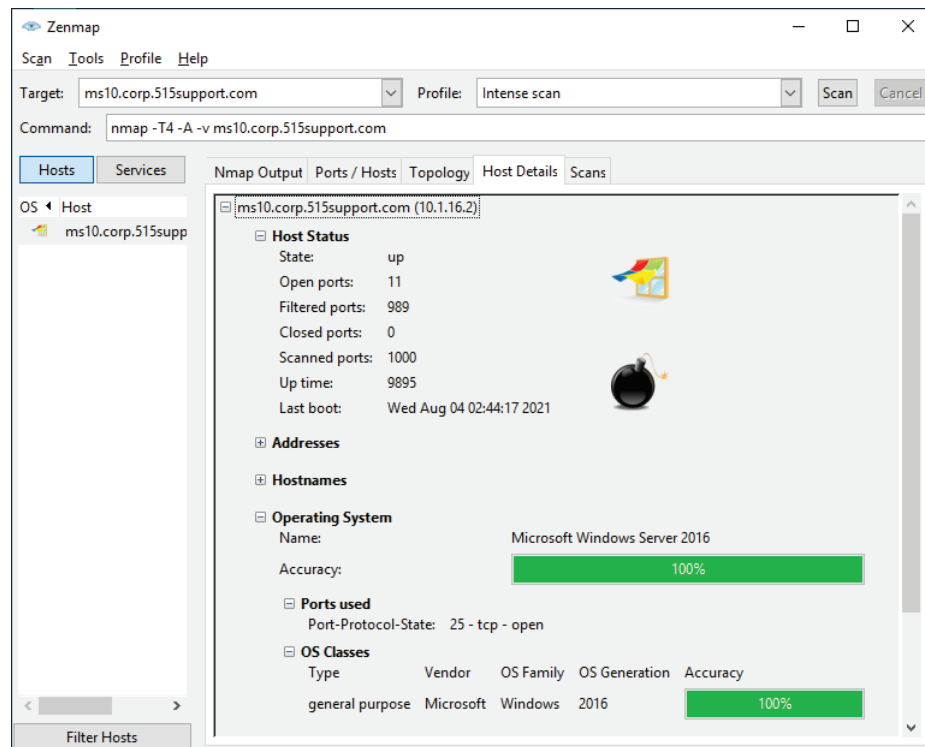 Zenmap
Scan Tools Profile Help
Target: ms10.corp.515support.com Profile: Intense scan Scan Cancel
Command: nmap -T4 -A -v ms10.corp.515support.com
Hosts Services Nmap Output Ports / Hosts Topology Host Details Scans
OS Host
ms10.corp.515supp
ms10.corp.515support.com (10.1.16.2)
Host Status
State: up
Open ports: 11
Filtered ports: 989
Closed ports: 0
Scanned ports: 1000
Up time: 9895
Last boot: Wed Aug 04 02:44:17 2021
Addresses
Hostnames
Operating System
Name: Microsoft Windows Server 2016
Accuracy: 100%
Ports used
Port-Protocol-State: 25 - tcp - open
OS Classes
Type Vendor OS Family OS Generation Accuracy
general purpose Microsoft Windows 2016 100%
Filter Hosts